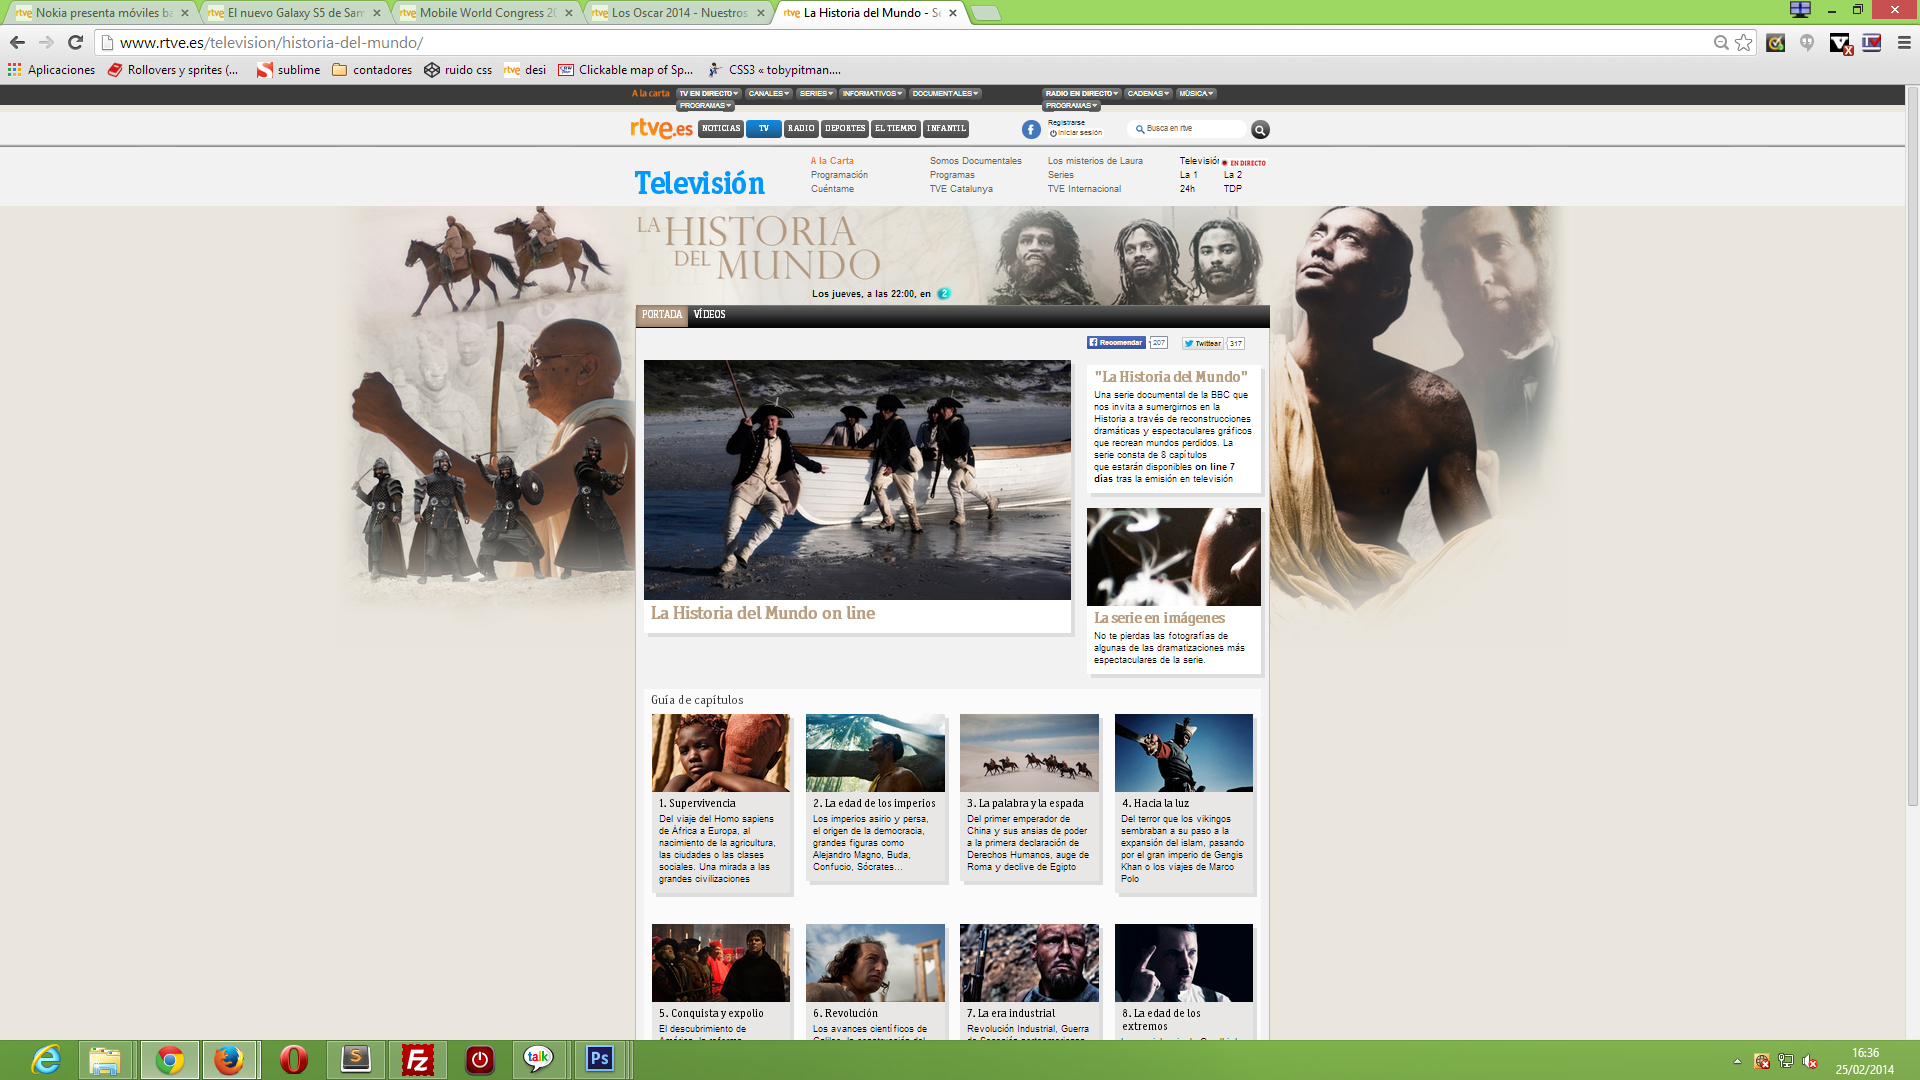 Nokia presenta móviles ba
El nuevo Galaxy S5 de Sam
Mobile World Congress 20
Los Oscar 2014 - Nuestros
La Historia del Mundo - Se
www.rtve.es/television/historia-del-mundo/
Aplicaciones
Rollovers y sprites (...
sublime
contadores
ruido css
desi
Clickable map of Sp...
CSS3 « tobypitman....
A la carta
TV EN DIRECTO
CANALES
SERIES
INFORMATIVOS
DOCUMENTALES
PROGRAMAS
RADIO EN DIRECTO
CADENAS
MÚSICA
PROGRAMAS
rtve.es
NOTICIAS
TV
RADIO
DEPORTES
EL TIEMPO
INFANTIL
Registrarse
Iniciar sesión
Busca en rtve
Televisión
A la Carta
Programación
Cuéntame
Somos Documentales
Programas
TVE Catalunya
Los misterios de Laura
Series
TVE Internacional
Televisión EN DIRECTO
La 1 La 2
24h TDP
LA HISTORIA
DEL MUNDO
Los jueves, a las 22:00, en 2
PORTADA VÍDEOS
Recomendar 207
Twittear 317
La Historia del Mundo on line
"La Historia del Mundo"
Una serie documental de la BBC que
nos invita a sumergirnos en la
Historia a través de reconstrucciones
dramáticas y espectaculares gráficos
que recrean mundos perdidos. La
serie consta de 8 capítulos
que estarán disponibles on line 7
días tras la emisión en televisión
La serie en imágenes
No te pierdas las fotografías de
algunas de las dramatizaciones más
espectaculares de la serie.
Guía de capítulos
1. Supervivencia
Del viaje del Homo sapiens
de África a Europa, al
nacimiento de la agricultura,
las ciudades o las clases
sociales. Una mirada a las
grandes civilizaciones
2. La edad de los imperios
Los imperios asirio y persa,
el origen de la democracia,
grandes figuras como
Alejandro Magno, Buda,
Confucio, Sócrates...
3. La palabra y la espada
Del primer emperador de
China y sus ansias de poder
a la primera declaración de
Derechos Humanos, auge de
Roma y declive de Egipto
4. Hacia la luz
Del terror que los vikingos
sembraban a su paso a la
expansión del islam, pasando
por el gran imperio de Gengis
Khan o los viajes de Marco
Polo
5. Conquista y expolio
El descubrimiento de
6. Revolución
Los avances científicos de
7. La era industrial
Revolución Industrial, Guerra
8. La edad de los
extremos
talk
Ps
16:36
25/02/2014